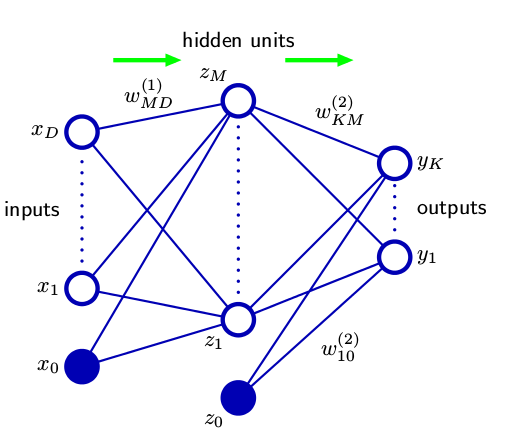 hidden units
z_M
w_{MD}^{(1)}
w_{KM}^{(2)}
x_D
y_K
inputs
outputs
y_1
x_1
z_1
w_{10}^{(2)}
x_0
z_0